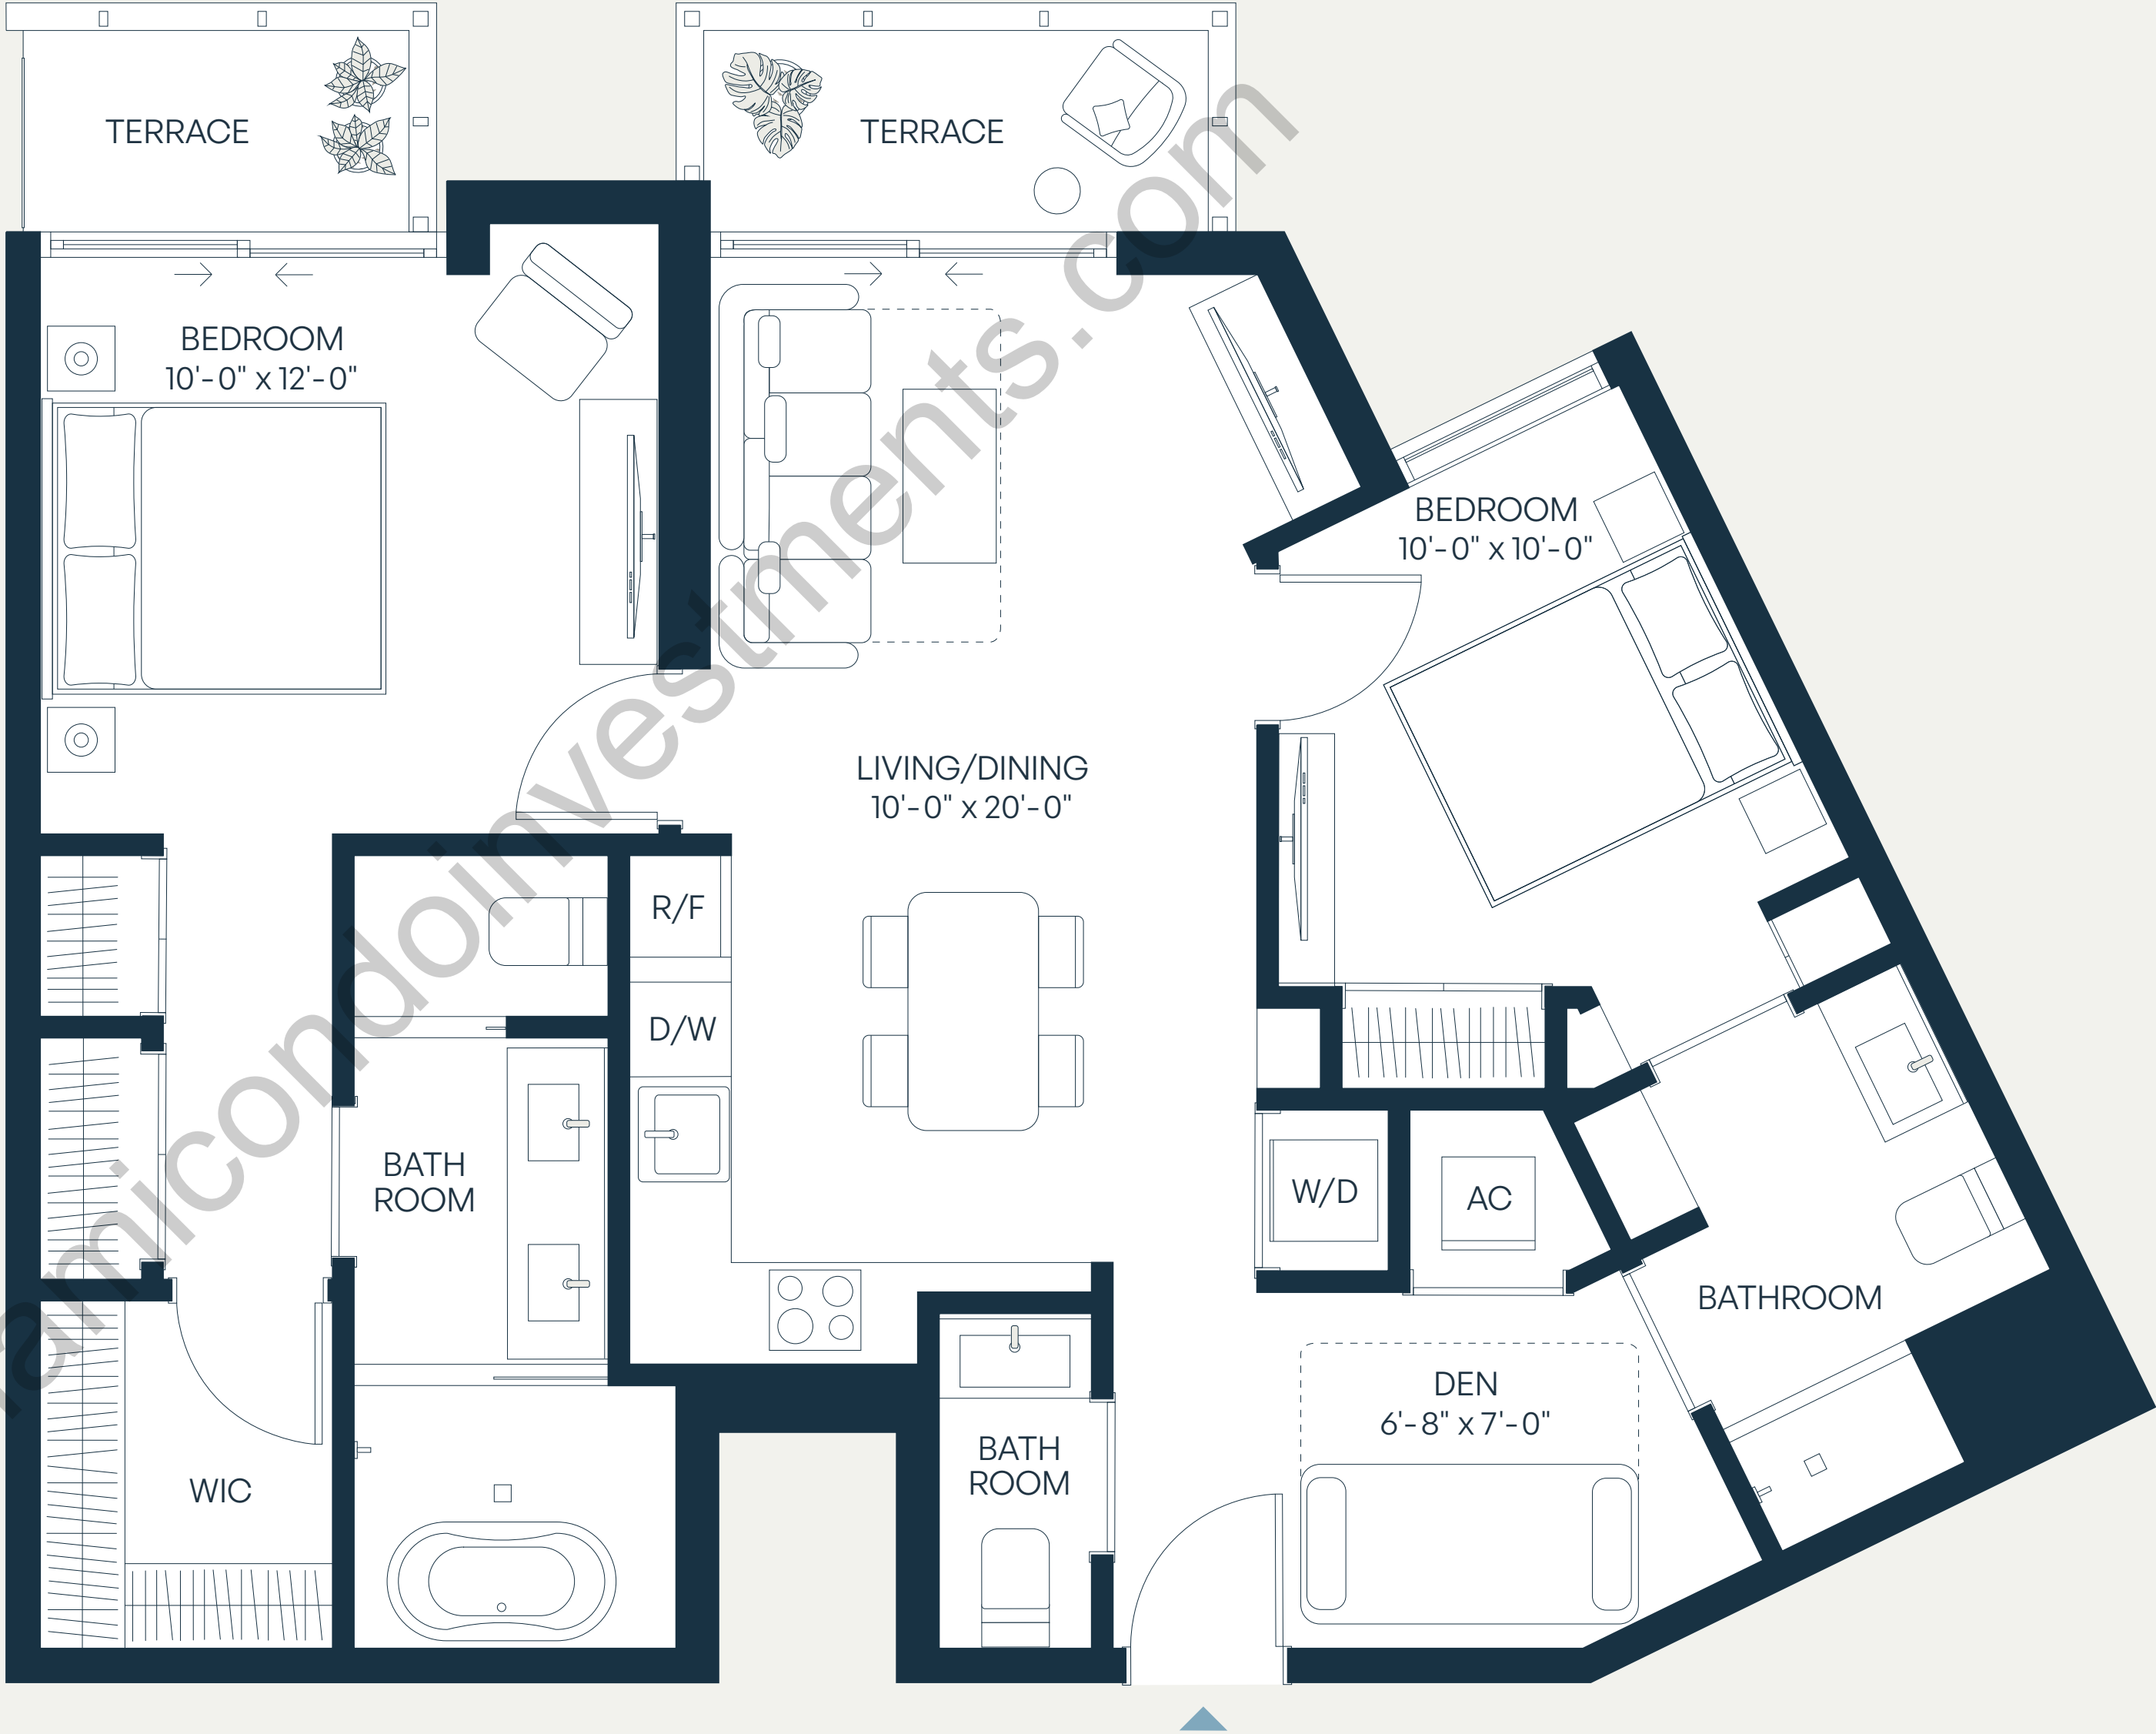 TERRACE
TERRACE
BEDROOM
10'-0" x 12'-0"
BEDROOM
10'-0" x 10'-0"
LIVING/DINING
10'-0" x 20'-0"
R/F
D/W
BATH
ROOM
W/D
AC
BATHROOM
DEN
6'-8" x 7'-0"
BATH
ROOM
WIC
amicondoinvestments.com